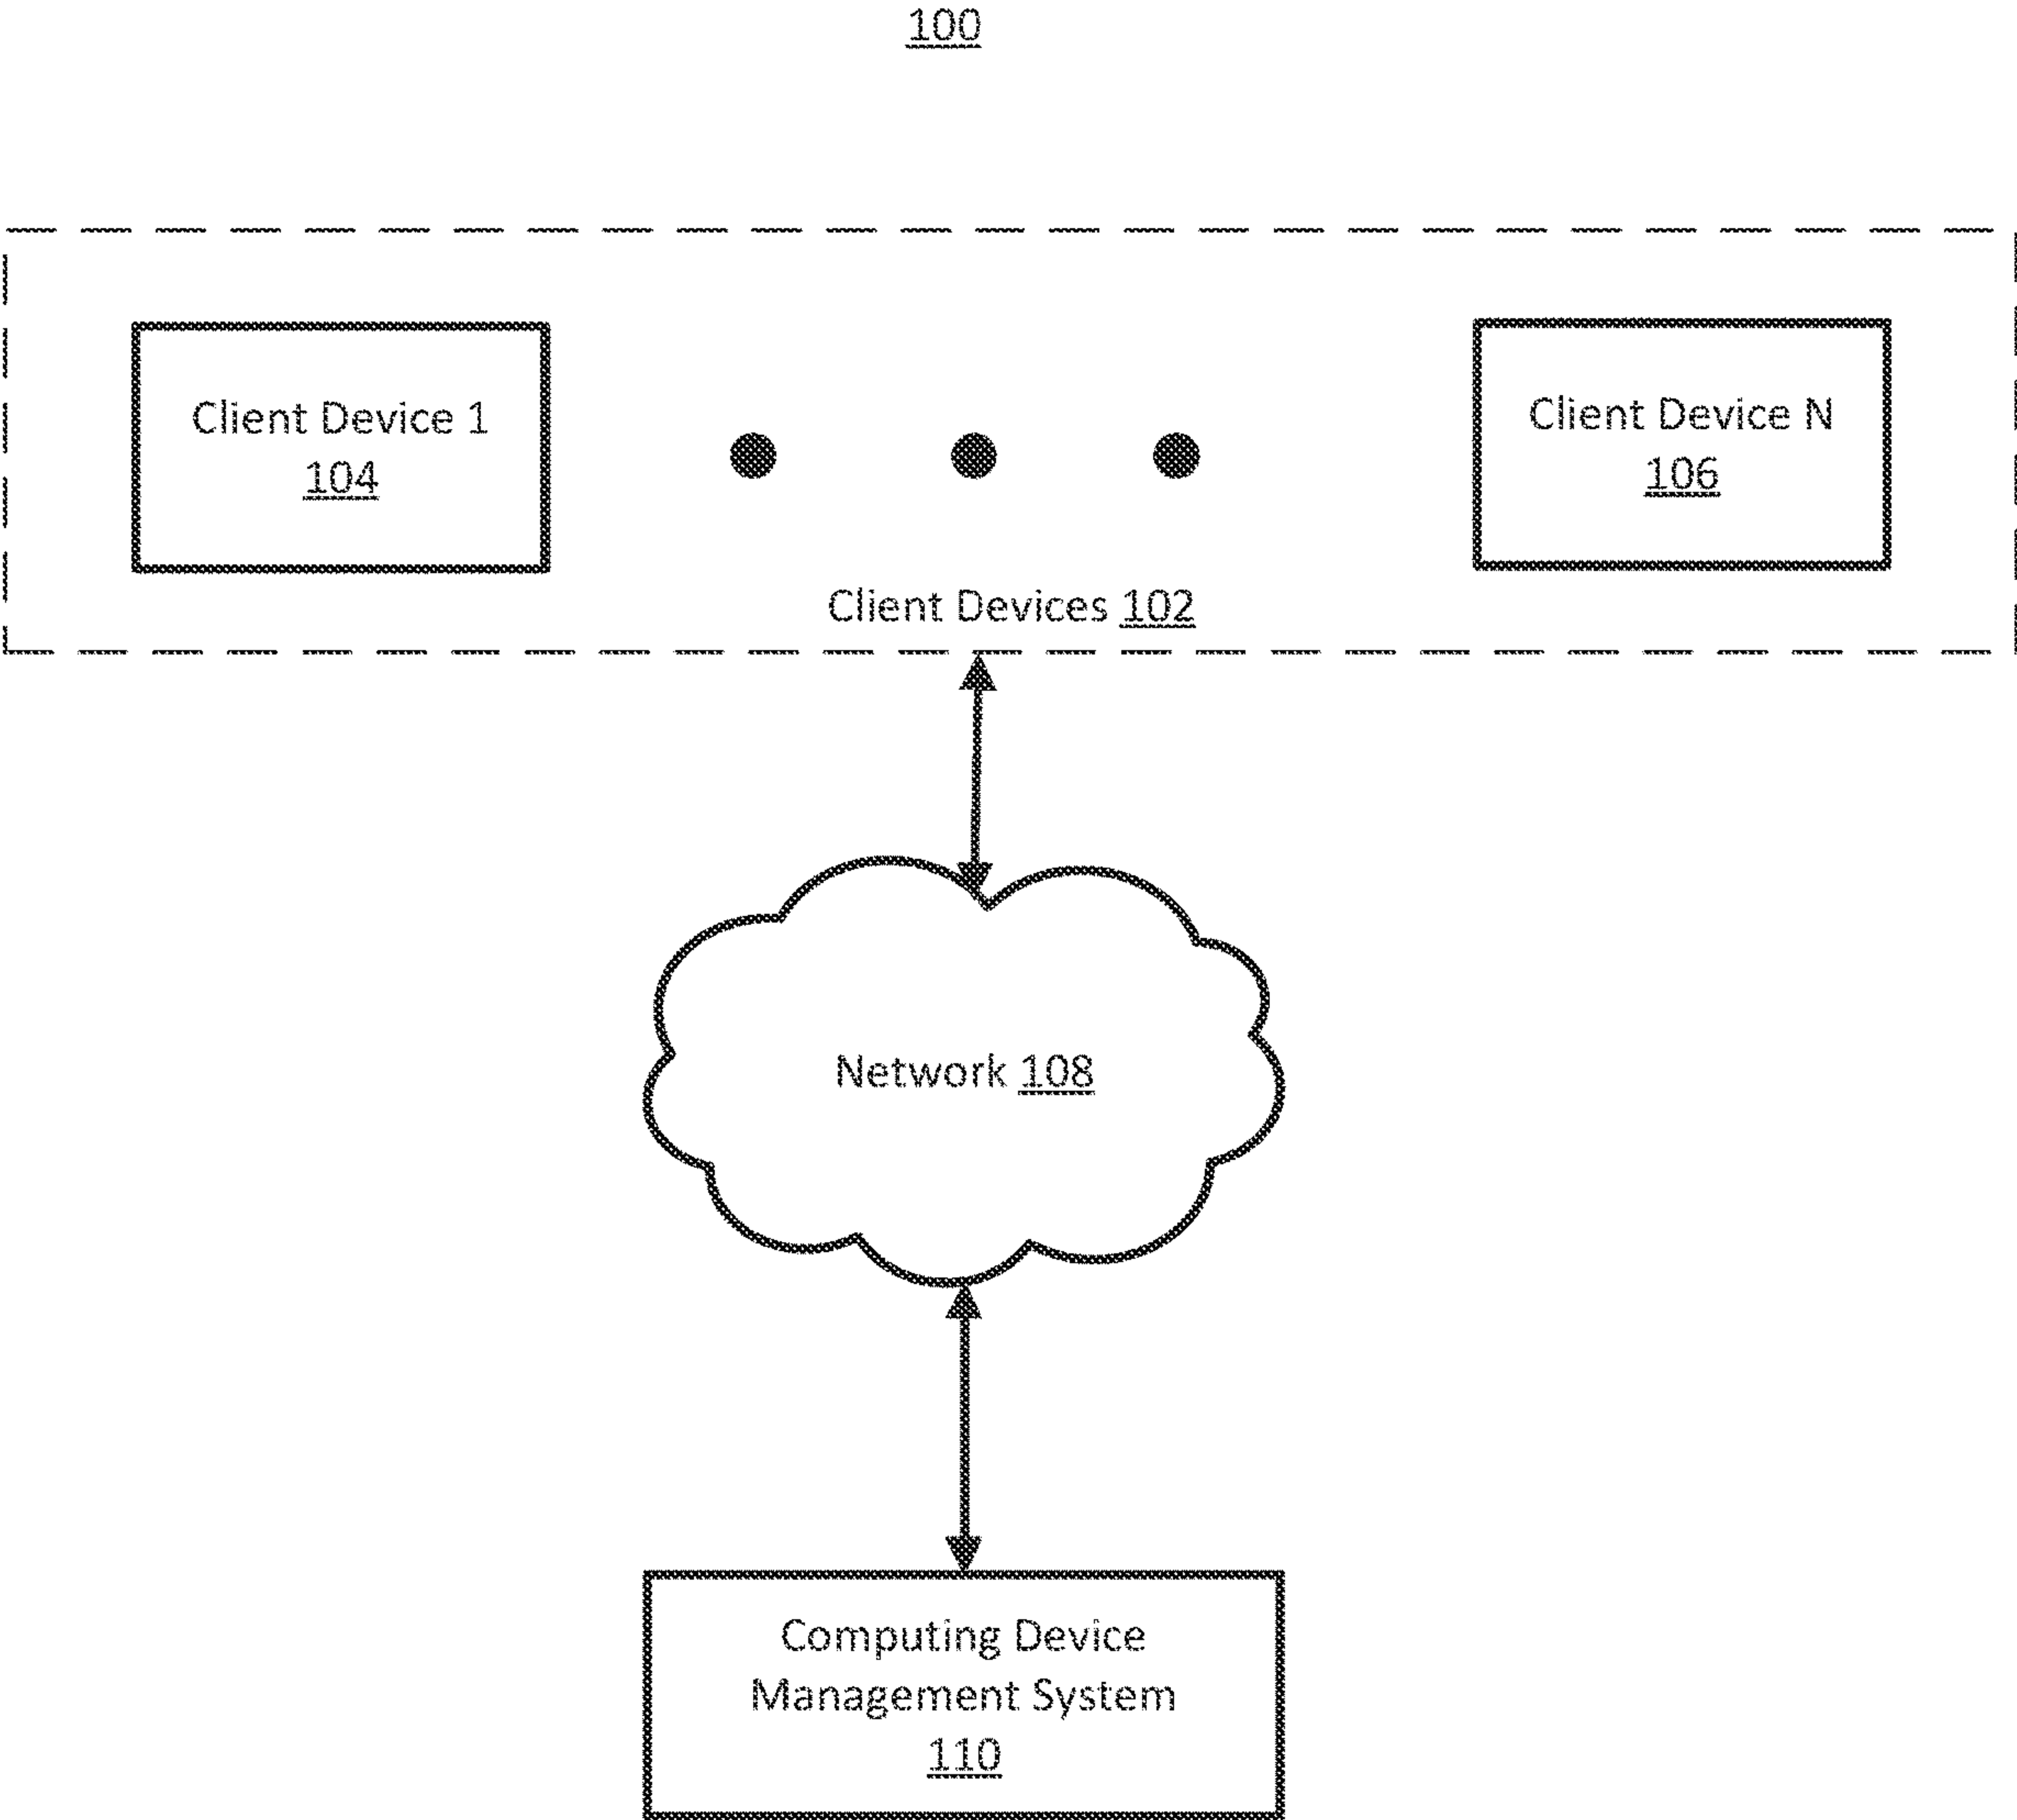 100
Client Device 1
104
Client Device N
106
Client Devices 102
Network 108
Computing Device
Management System
110